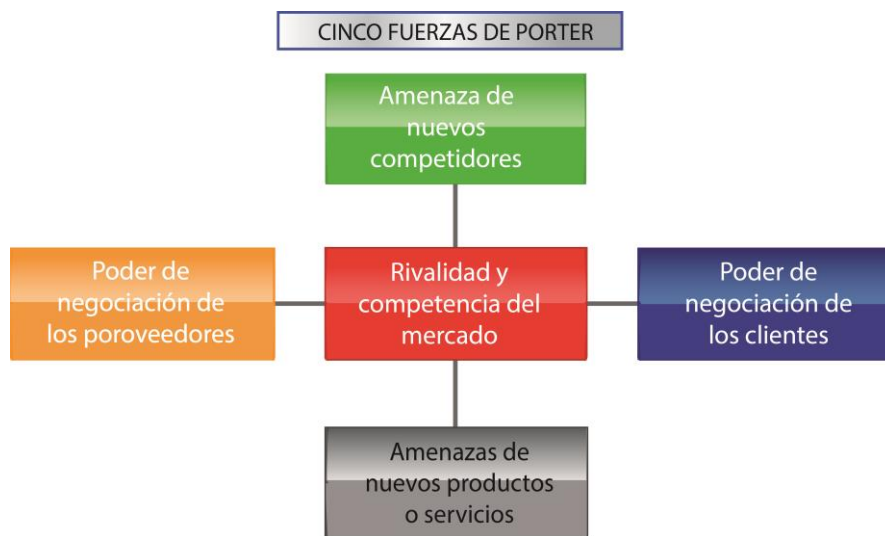 CINCO FUERZAS DE PORTER
Amenaza de
nuevos
competidores
Poder de
negociación de
los poroveedores
Rivalidad y
competencia del
mercado
Poder de
negociación de
los clientes
Amenazas de
nuevos productos
o servicios